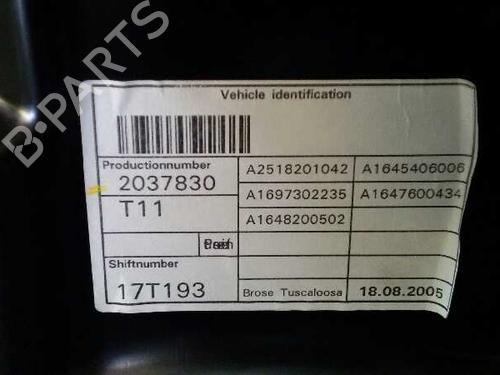 B-PARTS
Vehicle identification
Productionnumber
2037830
T11
Shiftnumber
17T193
A2518201042 A1645406006
A1697302235 A1647600434
A1648200502
Brose Tuscaloosa 18.08.2005